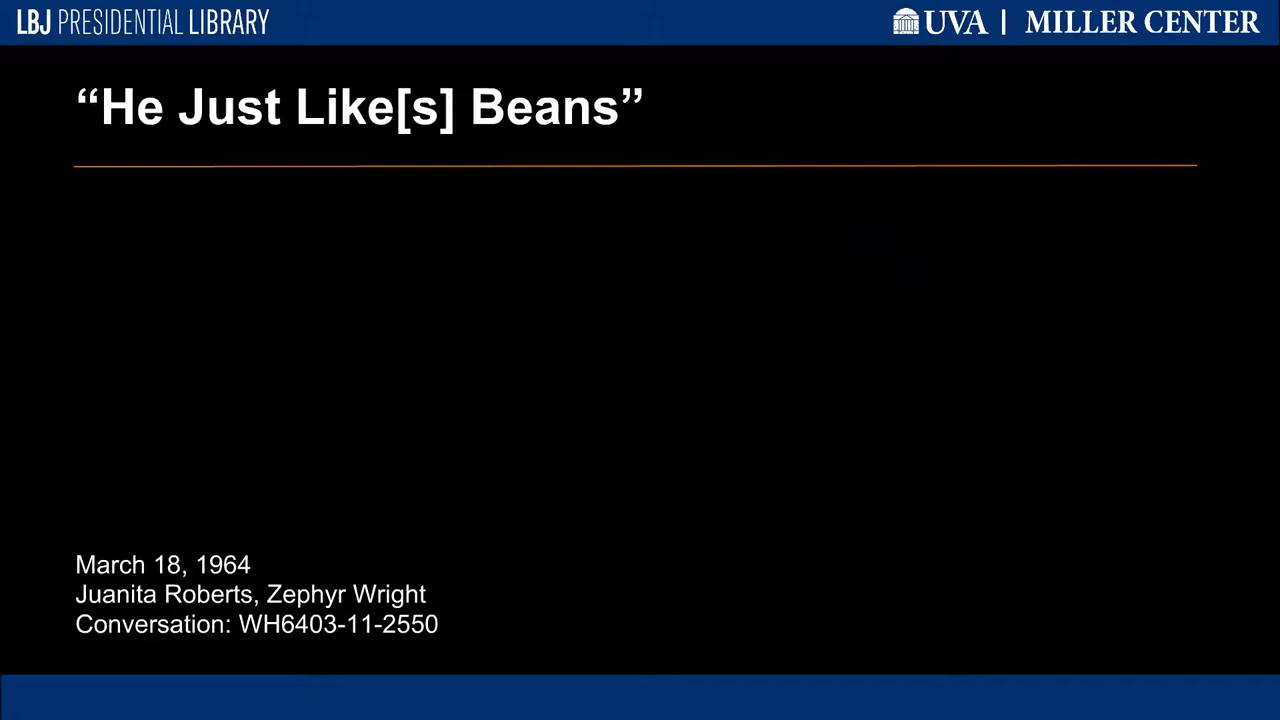 LBJ PRESIDENTIAL LIBRARY
UVA | MILLER CENTER
“He Just Like[s] Beans”
March 18, 1964
Juanita Roberts, Zephyr Wright
Conversation: WH6403-11-2550